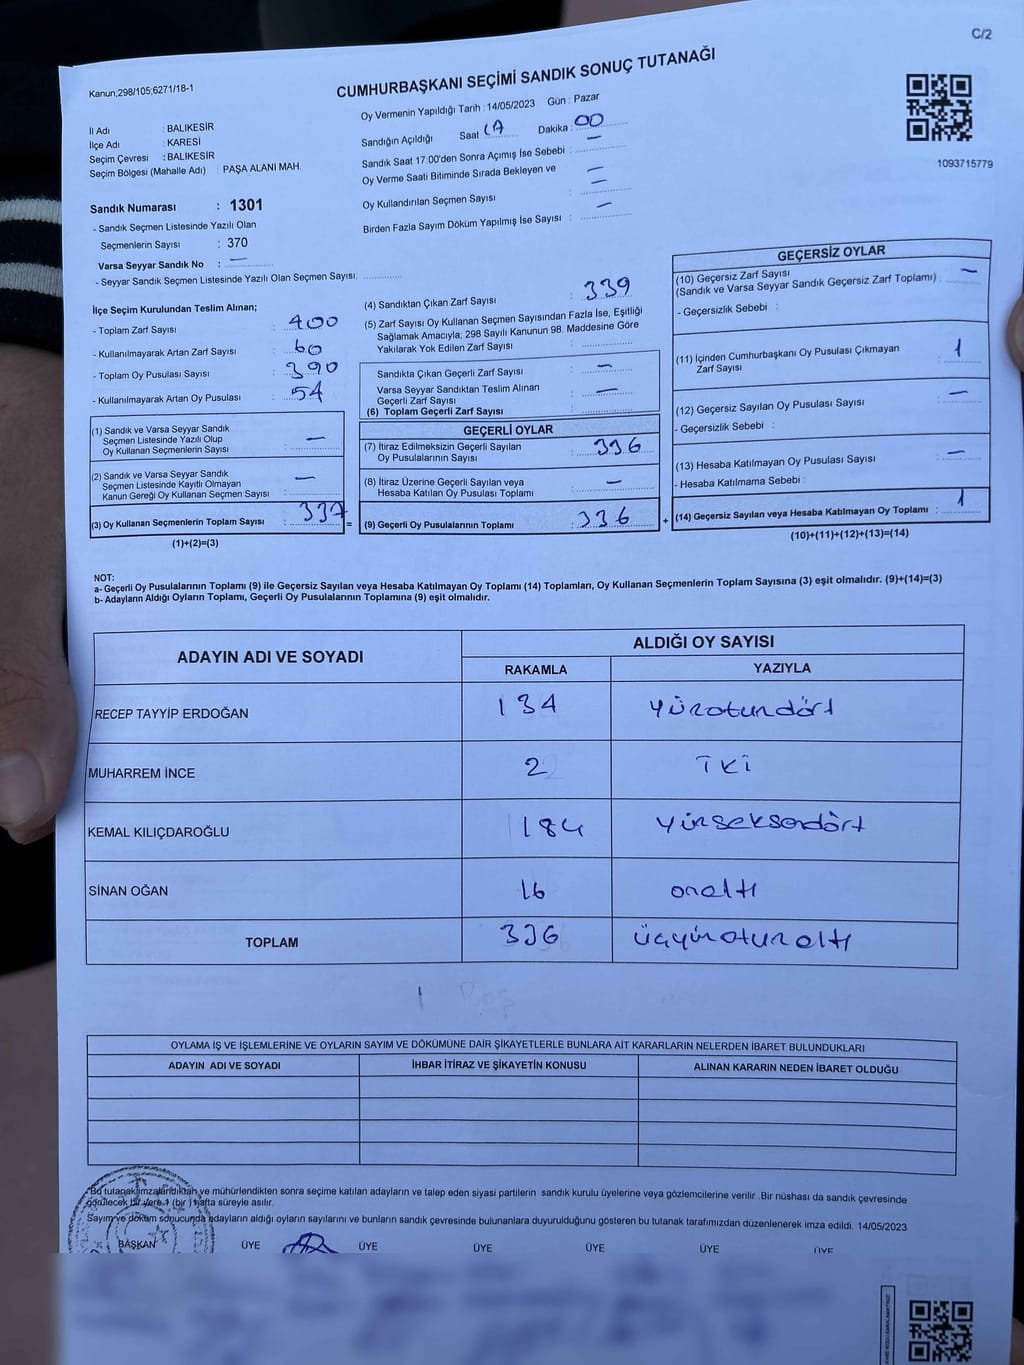 C/2
Kanun;298/105;6271/18-1
CUMHURBAŞKANI SEÇİMİ SANDIK SONUÇ TUTANAĞI
1093715779
İl Adı : BALIKESİR
İlçe Adı : KARESİ
Seçim Çevresi : BALIKESİR
Seçim Bölgesi (Mahalle Adı) : PAŞA ALANI MAH.
Oy Vermenin Yapıldığı Tarih : 14/05/2023 Gün : Pazar
Sandığın Açıldığı Saat Dakika : 00
Sandık Saat 17:00'den Sonra Açımış İse Sebebi : —
Oy Verme Saati Bitiminde Sırada Bekleyen ve
Oy Kullandırılan Seçmen Sayısı : —
Birden Fazla Sayım Döküm Yapılmış İse Sayısı : —
Sandık Numarası : 1301
- Sandık Seçmen Listesinde Yazılı Olan
Seçmenlerin Sayısı : 370
Varsa Seyyar Sandık No : —
- Seyyar Sandık Seçmen Listesinde Yazılı Olan Seçmen Sayısı:
İlçe Seçim Kurulundan Teslim Alınan;
- Toplam Zarf Sayısı : 400
- Kullanılmayarak Artan Zarf Sayısı : 60
- Toplam Oy Pusulası Sayısı : 390
- Kullanılmayarak Artan Oy Pusulası : 54
(1) Sandık ve Varsa Seyyar Sandık
Seçmen Listesinde Yazılı Olup
Oy Kullanan Seçmenlerin Sayısı : —
(2) Sandık ve Varsa Seyyar Sandık
Seçmen Listesinde Kayıtlı Olmayan
Kanun Gereği Oy Kullanan Seçmen Sayısı : —
(3) Oy Kullanan Seçmenlerin Toplam Sayısı : 337 =
(1)+(2)=(3)
(4) Sandıktan Çıkan Zarf Sayısı : 339
(5) Zarf Sayısı Oy Kullanan Seçmen Sayısından Fazla İse, Eşitliği
Sağlamak Amacıyla; 298 Sayılı Kanunun 98. Maddesine Göre
Yakılarak Yok Edilen Zarf Sayısı :
Sandıkta Çıkan Geçerli Zarf Sayısı : —
Varsa Seyyar Sandıktan Teslim Alınan
Geçerli Zarf Sayısı : —
(6) Toplam Geçerli Zarf Sayısı :
GEÇERLİ OYLAR
(7) İtiraz Edilmeksizin Geçerli Sayılan
Oy Pusulalarının Sayısı : 336
(8) İtiraz Üzerine Geçerli Sayılan veya
Hesaba Katılan Oy Pusulası Toplamı : —
(9) Geçerli Oy Pusulalarının Toplamı : 336 +
GEÇERSİZ OYLAR
(10) Geçersiz Zarf Sayısı
(Sandık ve Varsa Seyyar Sandık Geçersiz Zarf Toplamı) : —
- Geçersizlik Sebebi :
(11) İçinden Cumhurbaşkanı Oy Pusulası Çıkmayan
Zarf Sayısı : 1
(12) Geçersiz Sayılan Oy Pusulası Sayısı : —
- Geçersizlik Sebebi :
(13) Hesaba Katılmayan Oy Pusulası Sayısı : —
- Hesaba Katılmama Sebebi :
(14) Geçersiz Sayılan veya Hesaba Katılmayan Oy Toplamı : 1
(10)+(11)+(12)+(13)=(14)
NOT:
a- Geçerli Oy Pusulalarının Toplamı (9) ile Geçersiz Sayılan veya Hesaba Katılmayan Oy Toplamı (14) Toplamları, Oy Kullanan Seçmenlerin Toplam Sayısına (3) eşit olmalıdır. (9)+(14)=(3)
b- Adayların Aldığı Oyların Toplamı, Geçerli Oy Pusulalarının Toplamına (9) eşit olmalıdır.
ADAYIN ADI VE SOYADI ALDIĞI OY SAYISI
RAKAMLA YAZIYLA
RECEP TAYYİP ERDOĞAN 134 yüzotuzdört
MUHARREM İNCE 2 iki
KEMAL KILIÇDAROĞLU 184 yüzseksendört
SİNAN OĞAN 16 onaltı
TOPLAM 336 üçyüzotuzaltı
OYLAMA İŞ VE İŞLEMLERİNE VE OYLARIN SAYIM VE DÖKÜMÜNE DAİR ŞİKAYETLERLE BUNLARA AİT KARARLARIN NELERDEN İBARET BULUNDUKLARI
ADAYIN ADI VE SOYADI İHBAR İTİRAZ VE ŞİKAYETİN KONUSU ALINAN KARARIN NEDEN İBARET OLDUĞU
Bu tutanak imzalandıktan ve mühürlendikten sonra seçime katılan adayların ve talep eden siyasi partilerin sandık kurulu üyelerine veya gözlemcilerine verilir .Bir nüshası da sandık çevresinde
görülecek bir yere 1 (bir ) hafta süreyle asılır.
Sayım ve döküm sonucunda adayların aldığı oyların sayılarını ve bunların sandık çevresinde bulunanlara duyurulduğunu gösteren bu tutanak tarafımızdan düzenlenerek imza edildi. 14/05/2023
BAŞKAN ÜYE ÜYE ÜYE ÜYE ÜYE ÜYE